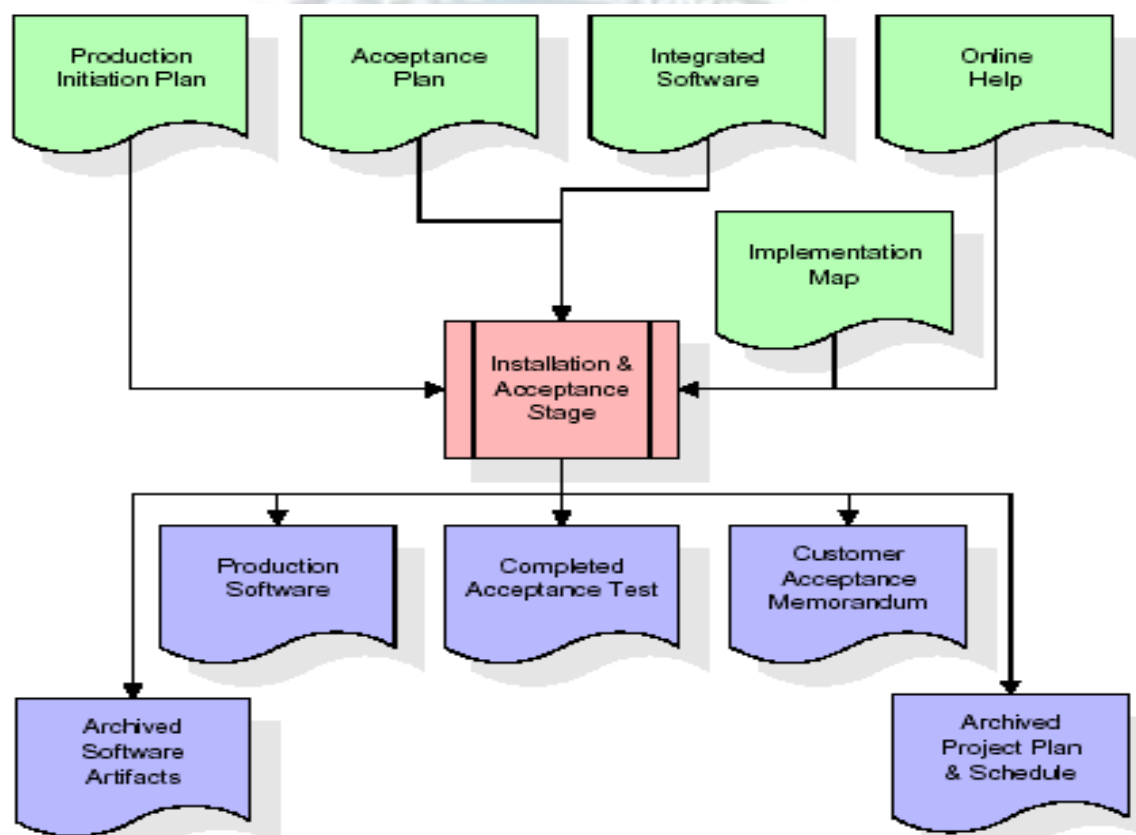 Production
Initiation Plan
Acceptance
Plan
Integrated
Software
Online
Help
Implementation
Map
Installation &
Acceptance
Stage
Production
Software
Completed
Acceptance Test
Customer
Acceptance
Memorandum
Archived
Software
Artifacts
Archived
Project Plan
& Schedule